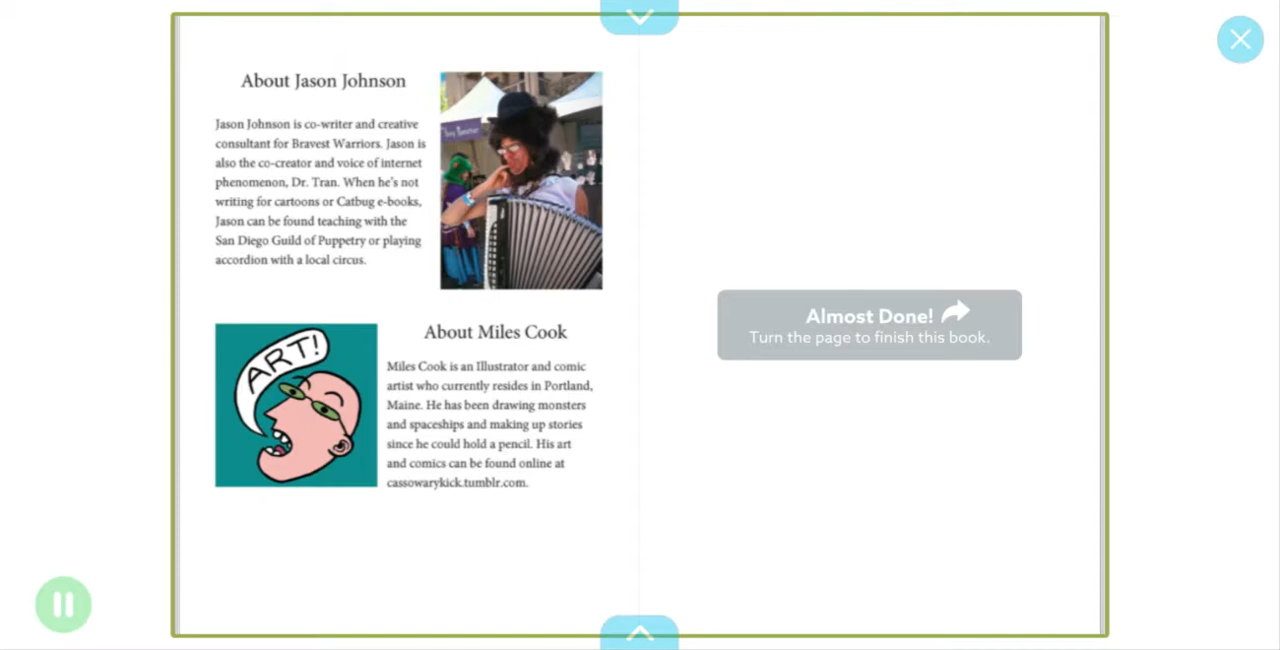 About Jason Johnson
Jason Johnson is co-writer and creative
consultant for Bravest Warriors. Jason is
also the co-creator and voice of internet
phenomenon, Dr. Tran. When he's not
writing for cartoons or Catbug e-books,
Jason can be found teaching with the
San Diego Guild of Puppetry or playing
accordion with a local circus.
ART!
About Miles Cook
Miles Cook is an Illustrator and comic
artist who currently resides in Portland,
Maine. He has been drawing monsters
and spaceships and making up stories
since he could hold a pencil. His art
and comics can be found online at
cassowarykick.tumblr.com.
Almost Done!
Turn the page to finish this book.